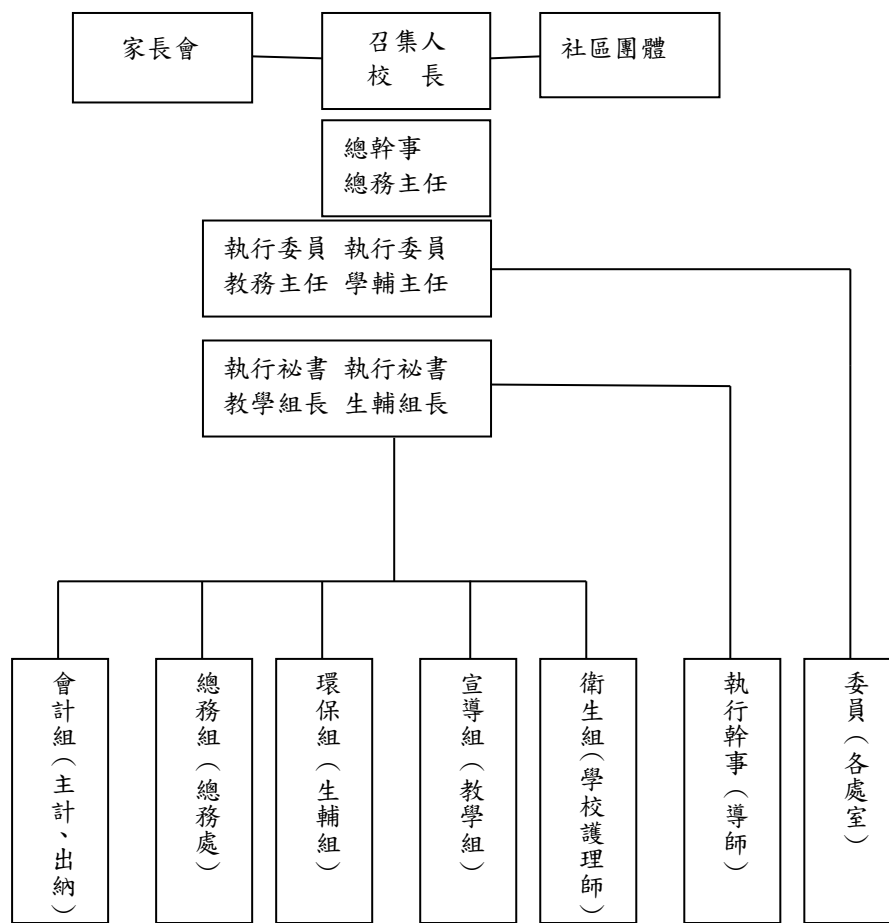 家長會
召集人
校　長
社區團體
總幹事
總務主任
執行委員 執行委員
教務主任 學輔主任
執行祕書 執行祕書
教學組長 生輔組長
會計組（主計、出納）
總務組（總務處）
環保組（生輔組）
宣導組（教學組）
衛生組（學校護理師）
執行幹事（導師）
委員（各處室）